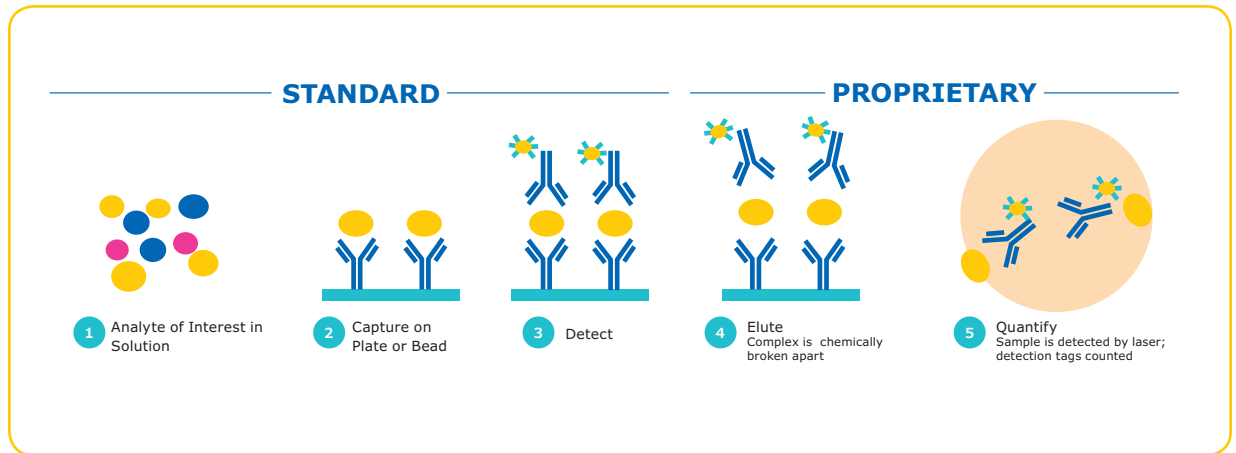 STANDARD
PROPRIETARY
1
Analyte of Interest in
Solution
2
Capture on
Plate or Bead
3
Detect
4
Elute
Complex is chemically
broken apart
5
Quantify
Sample is detected by laser;
detection tags counted